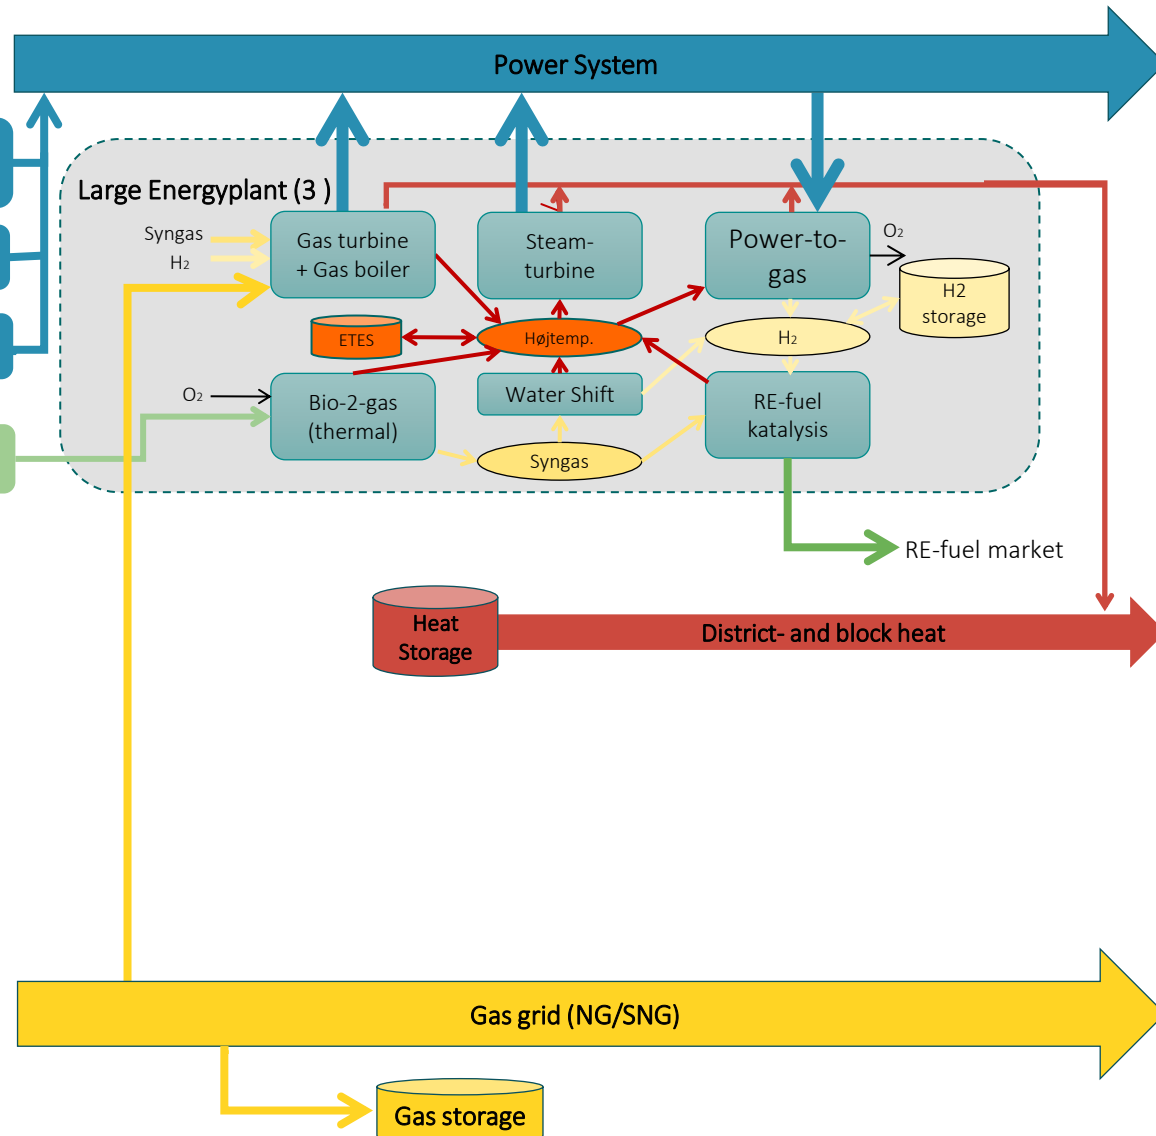 Power System
Large Energyplant (3 )
Syngas
H2
Gas turbine
+ Gas boiler
Steam-
turbine
Power-to-
gas
O2
H2
storage
ETES
Højtemp.
H2
O2
Bio-2-gas
(thermal)
Water Shift
RE-fuel
katalysis
Syngas
RE-fuel market
Heat
Storage
District- and block heat
Gas grid (NG/SNG)
Gas storage